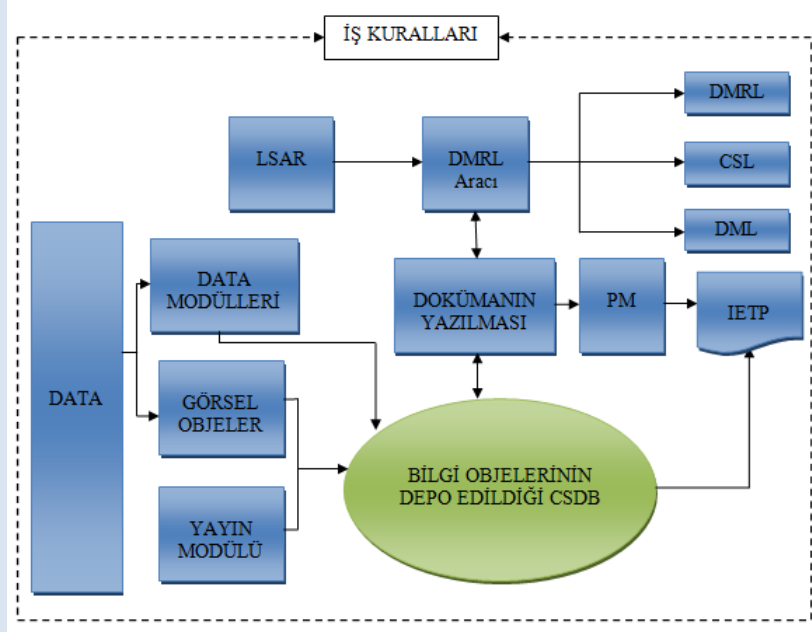 İŞ KURALLARI
LSAR
DMRL
Aracı
DMRL
CSL
DML
DATA
DATA
MODÜLLERİ
GÖRSEL
OBJELER
YAYIN
MODÜLÜ
DOKÜMANIN
YAZILMASI
PM
IETP
BİLGİ OBJELERİNİN
DEPO EDİLDİĞİ CSDB